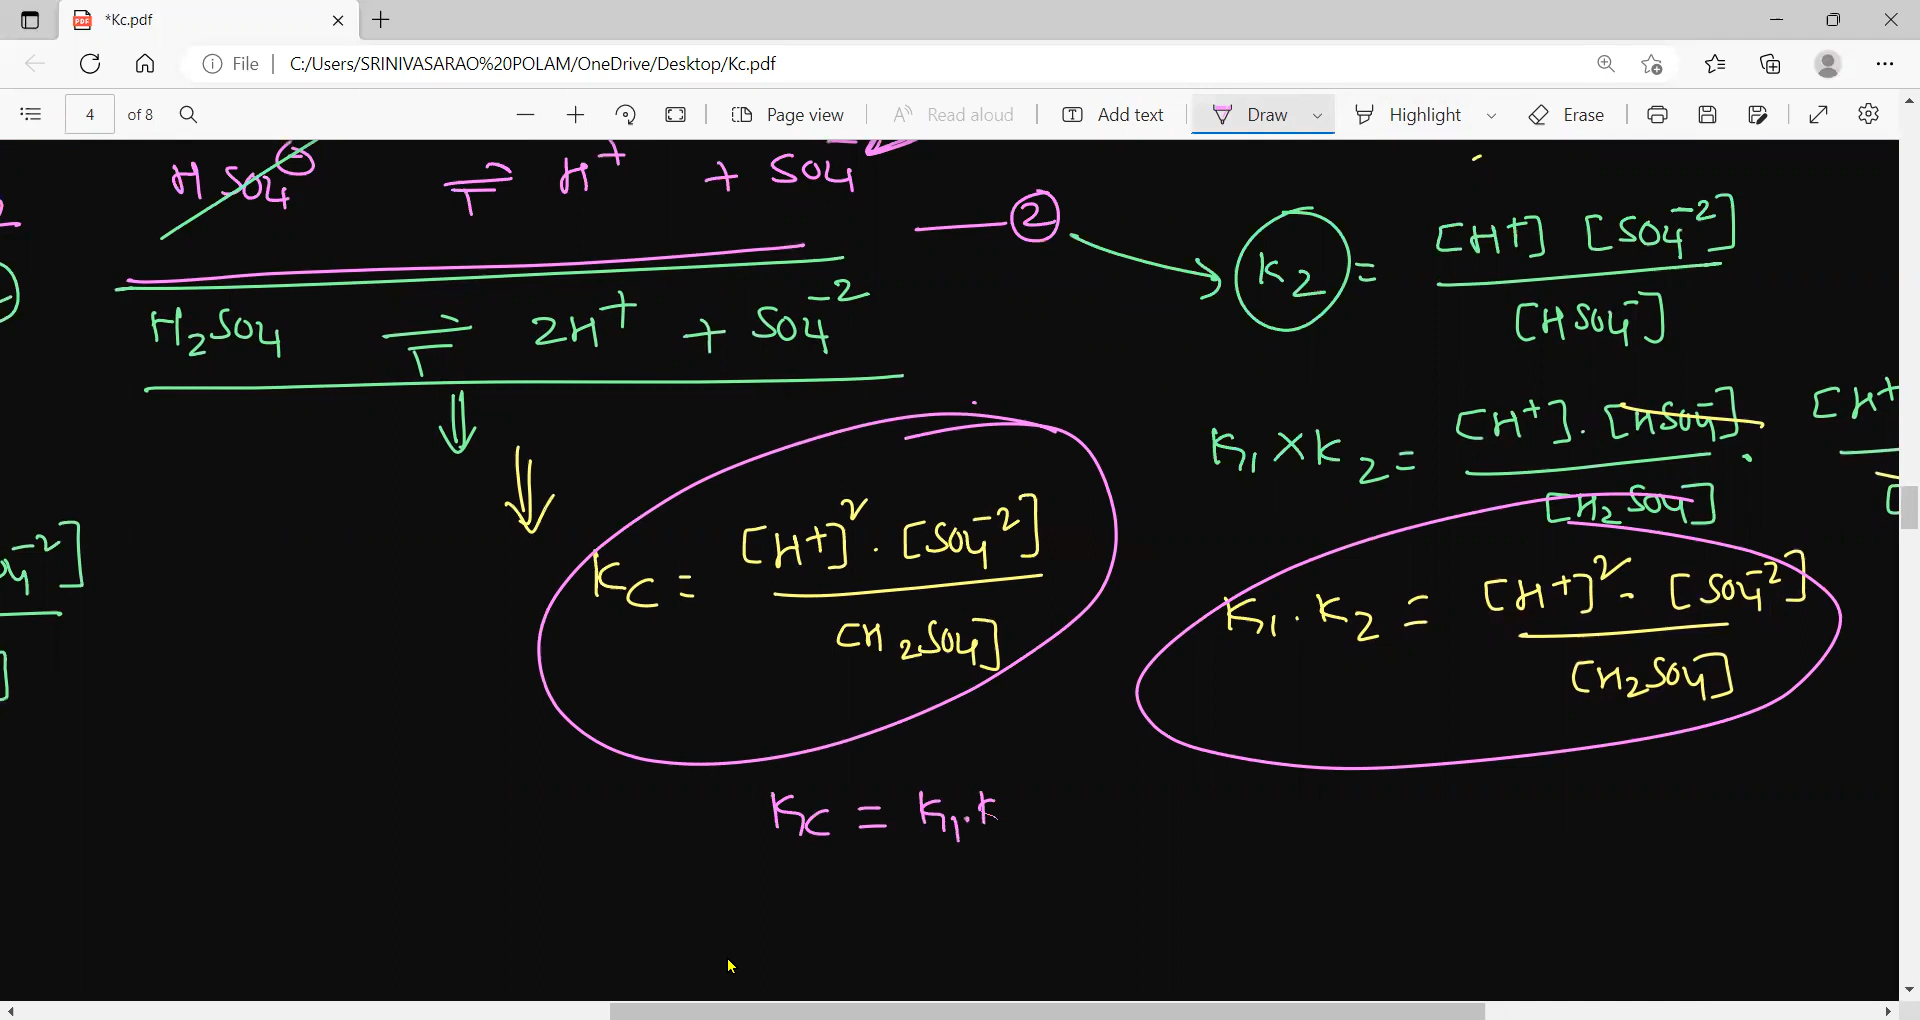 *Kc.pdf
File C:/Users/SRINIVASARAO%20POLAM/OneDrive/Desktop/Kc.pdf
4 of 8 Page view Read aloud Add text Draw Highlight Erase
HSO4⁻ ⇌ H⁺ + SO4
2
K2 = [H+] [SO4⁻²] / [HSO4⁻]
H2SO4 ⇌ 2H⁺ + SO4⁻²
K1 × K2 = [H⁺] . [HSO4⁻] / [H2SO4] . [H⁺
Kc = [H+]² . [SO4⁻²] / [H2SO4]
K1 . K2 = [H+]² . [SO4⁻²] / [H2SO4]
⁻²]
Kc = K1 . K